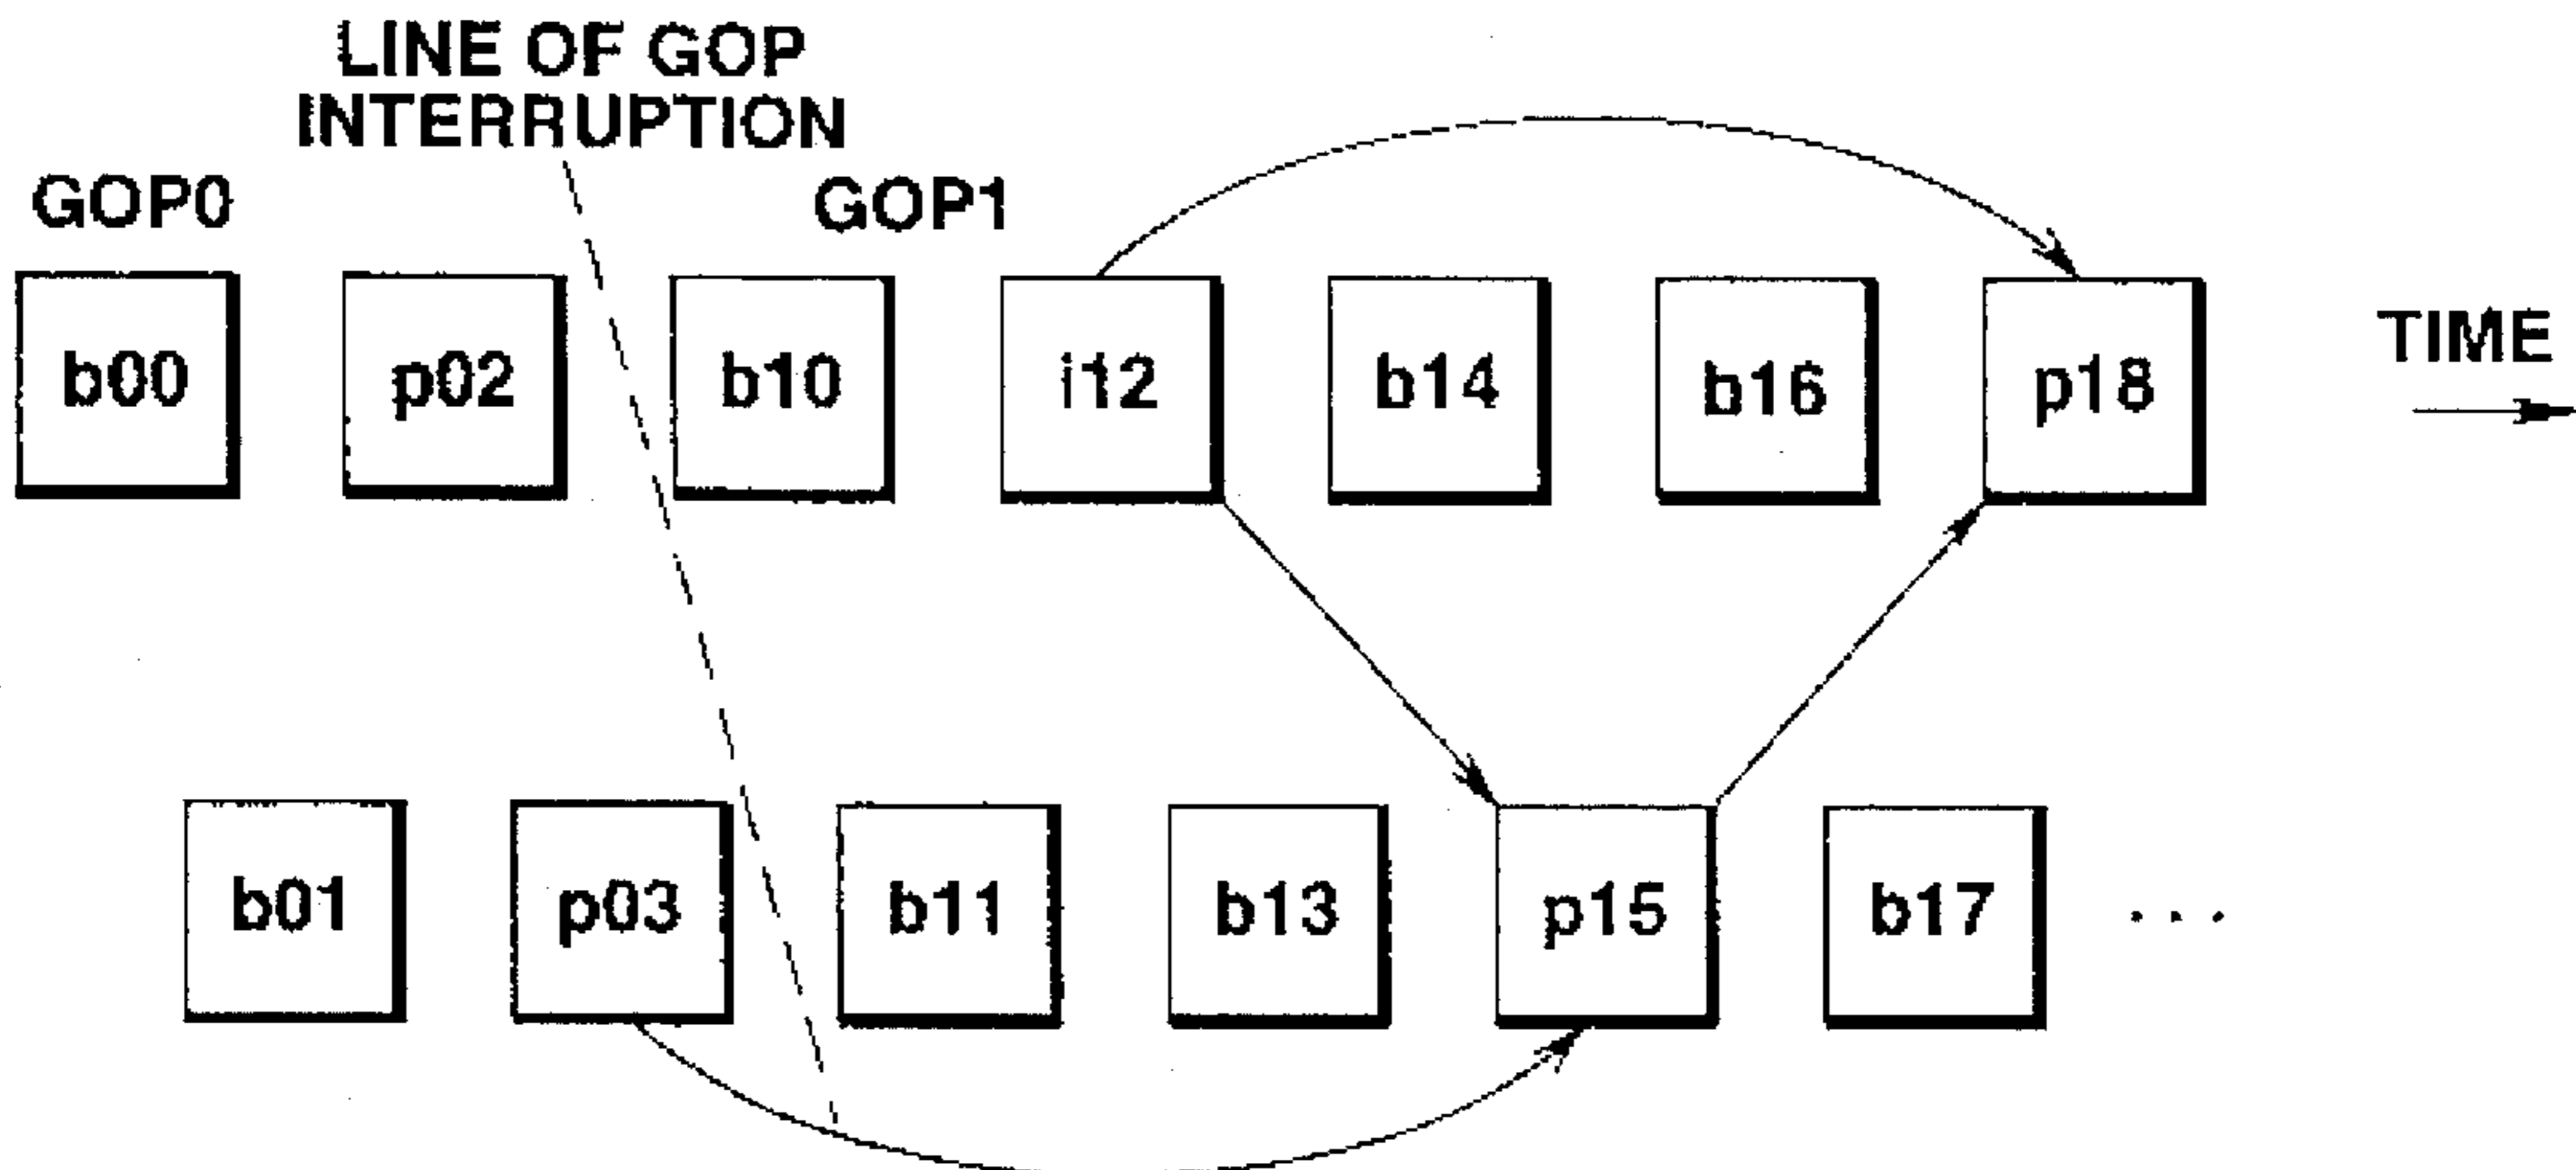 LINE OF GOP
INTERRUPTION
GOP0
GOP1
b00
p02
b10
i12
b14
b16
p18
TIME
b01
p03
b11
b13
p15
b17
...